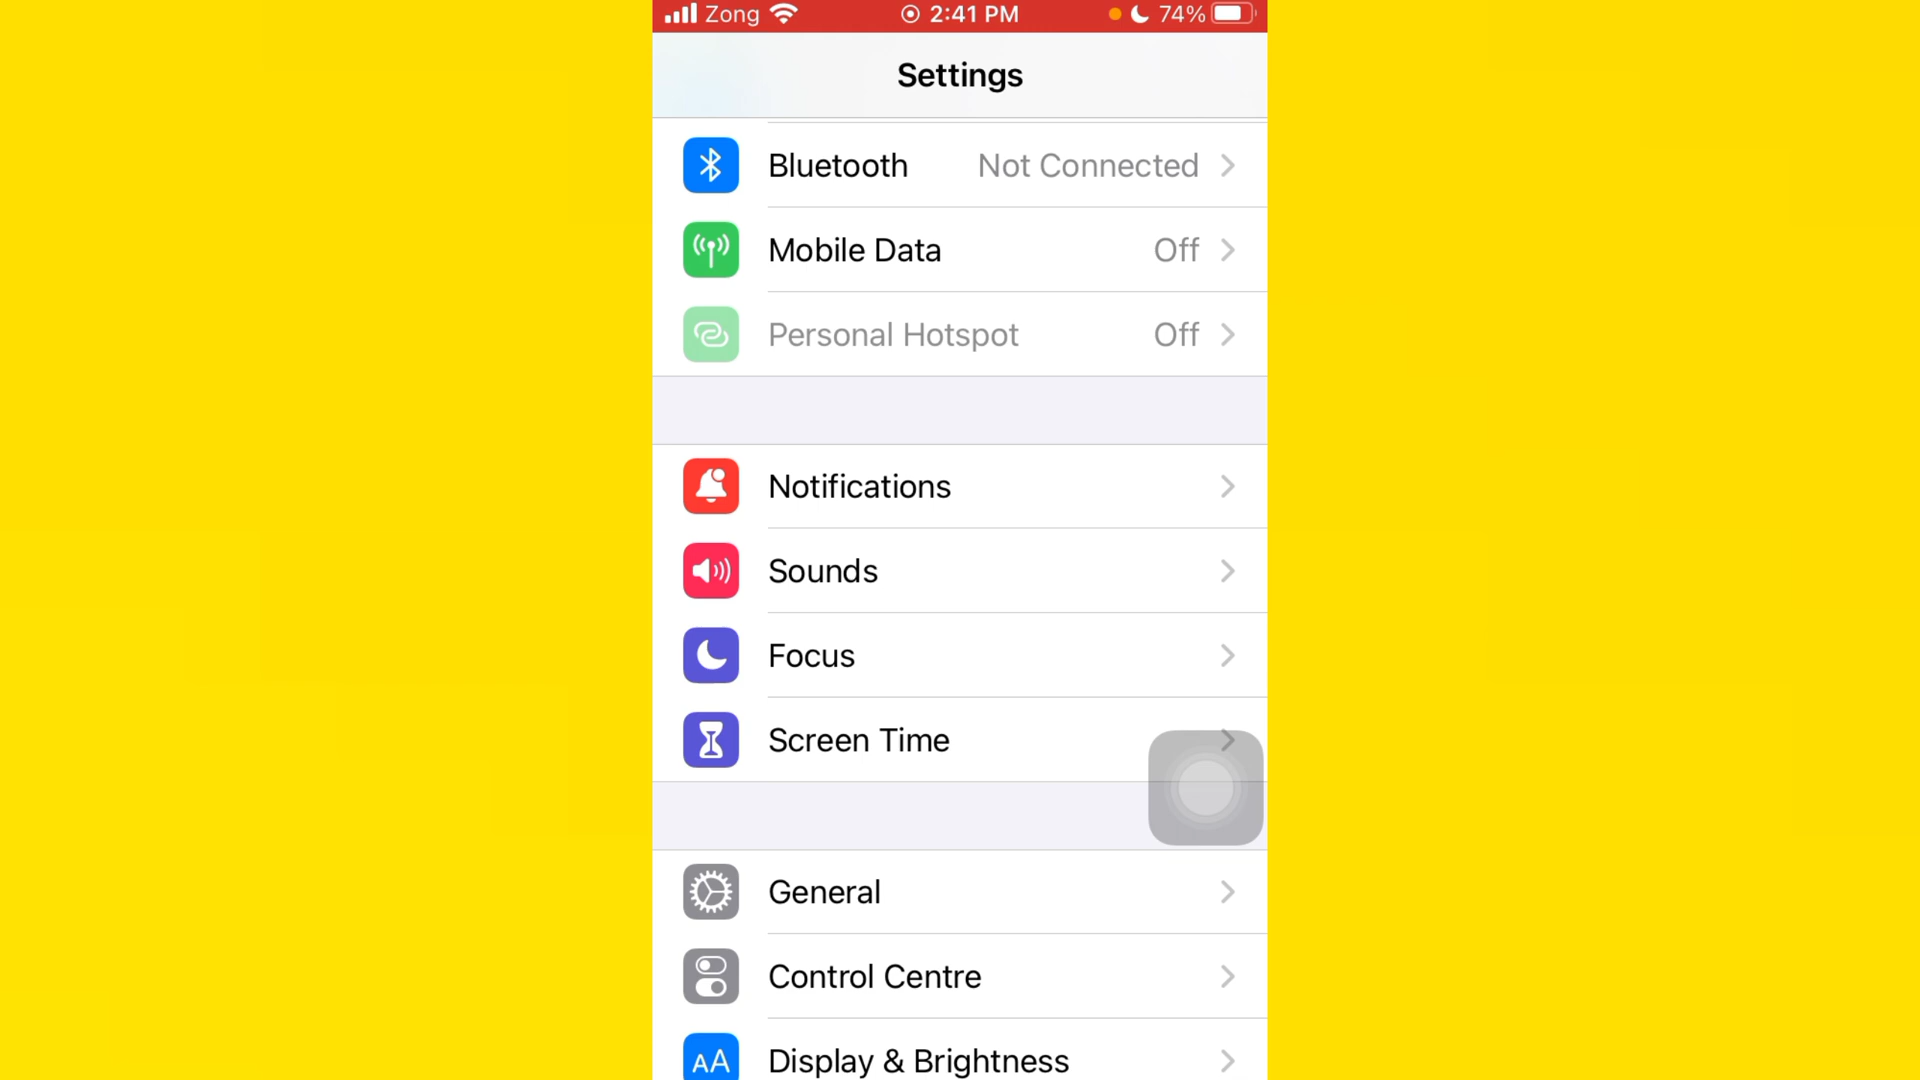 Zong 2:41 PM 74%
Settings
Bluetooth Not Connected
Mobile Data Off
Personal Hotspot Off
Notifications
Sounds
Focus
Screen Time
General
Control Centre
AA Display & Brightness